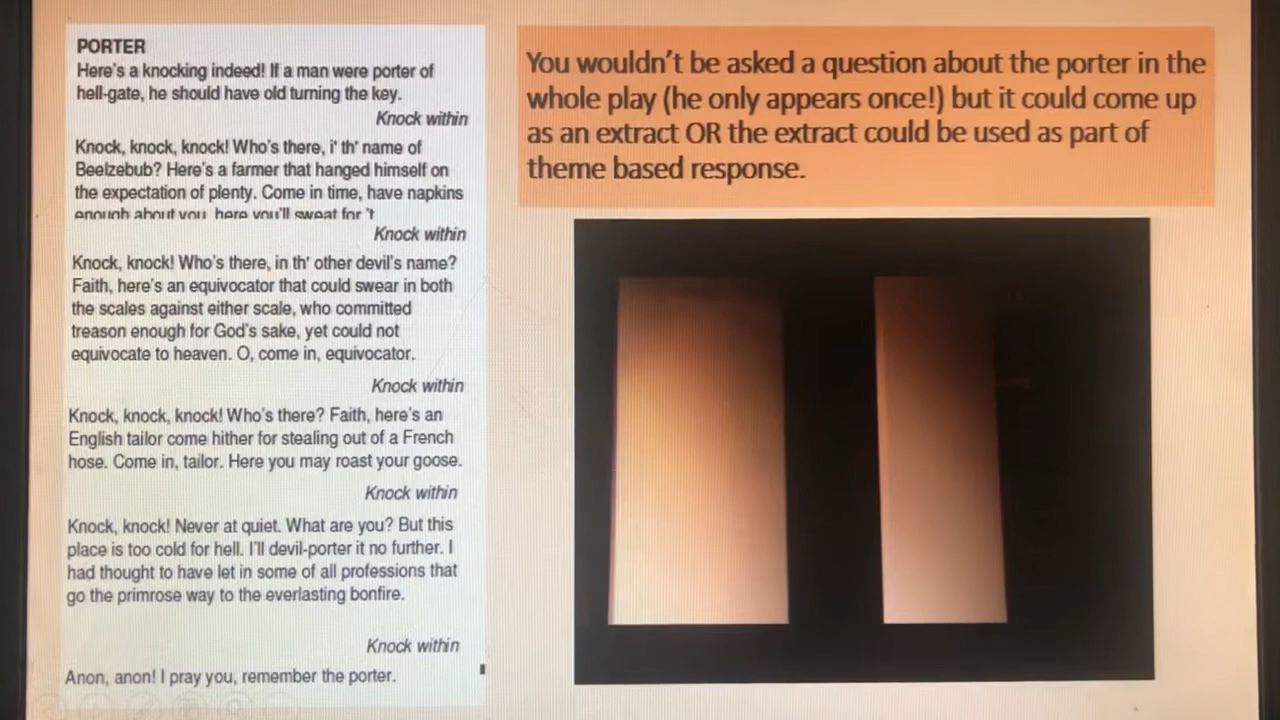 PORTER
Here's a knocking indeed! If a man were porter of
hell-gate, he should have old turning the key.
Knock within
Knock, knock, knock! Who's there, i' th' name of
Beelzebub? Here's a farmer that hanged himself on
the expectation of plenty. Come in time, have napkins
enough about you, here you'll sweat for 't
Knock within
Knock, knock! Who's there, in th' other devil's name?
Faith, here's an equivocator that could swear in both
the scales against either scale, who committed
treason enough for God's sake, yet could not
equivocate to heaven. O, come in, equivocator.
Knock within
Knock, knock, knock! Who's there? Faith, here's an
English tailor come hither for stealing out of a French
hose. Come in, tailor. Here you may roast your goose.
Knock within
Knock, knock! Never at quiet. What are you? But this
place is too cold for hell. I'll devil-porter it no further. I
had thought to have let in some of all professions that
go the primrose way to the everlasting bonfire.
Knock within
Anon, anon! I pray you, remember the porter.
You wouldn't be asked a question about the porter in the
whole play (he only appears once!) but it could come up
as an extract OR the extract could be used as part of
theme based response.